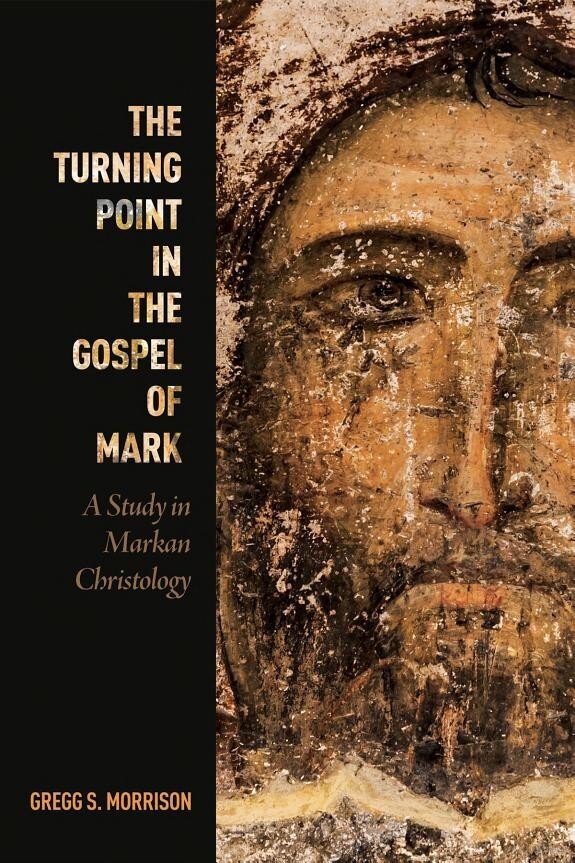 THE
TURNING
POINT
IN
THE
GOSPEL
OF
MARK
A Study in
Markan
Christology
GREGG S. MORRISON